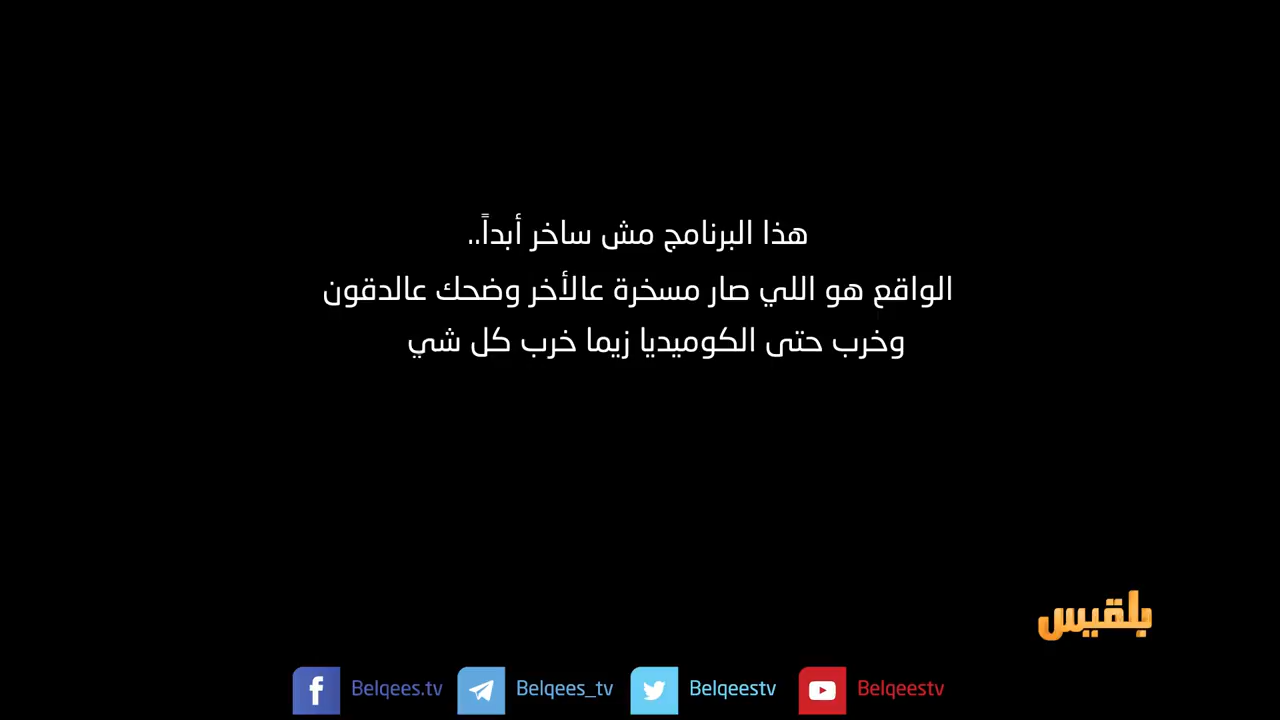 هذا البرنامج مش ساخر أبداً..
الواقع هو اللي صار مسخرة عالأخر وضحك عالدقون
وخرب حتى الكوميديا زيما خرب كل شي
بلقيس
Belqees.tv Belqees_tv Belqeestv Belqeestv